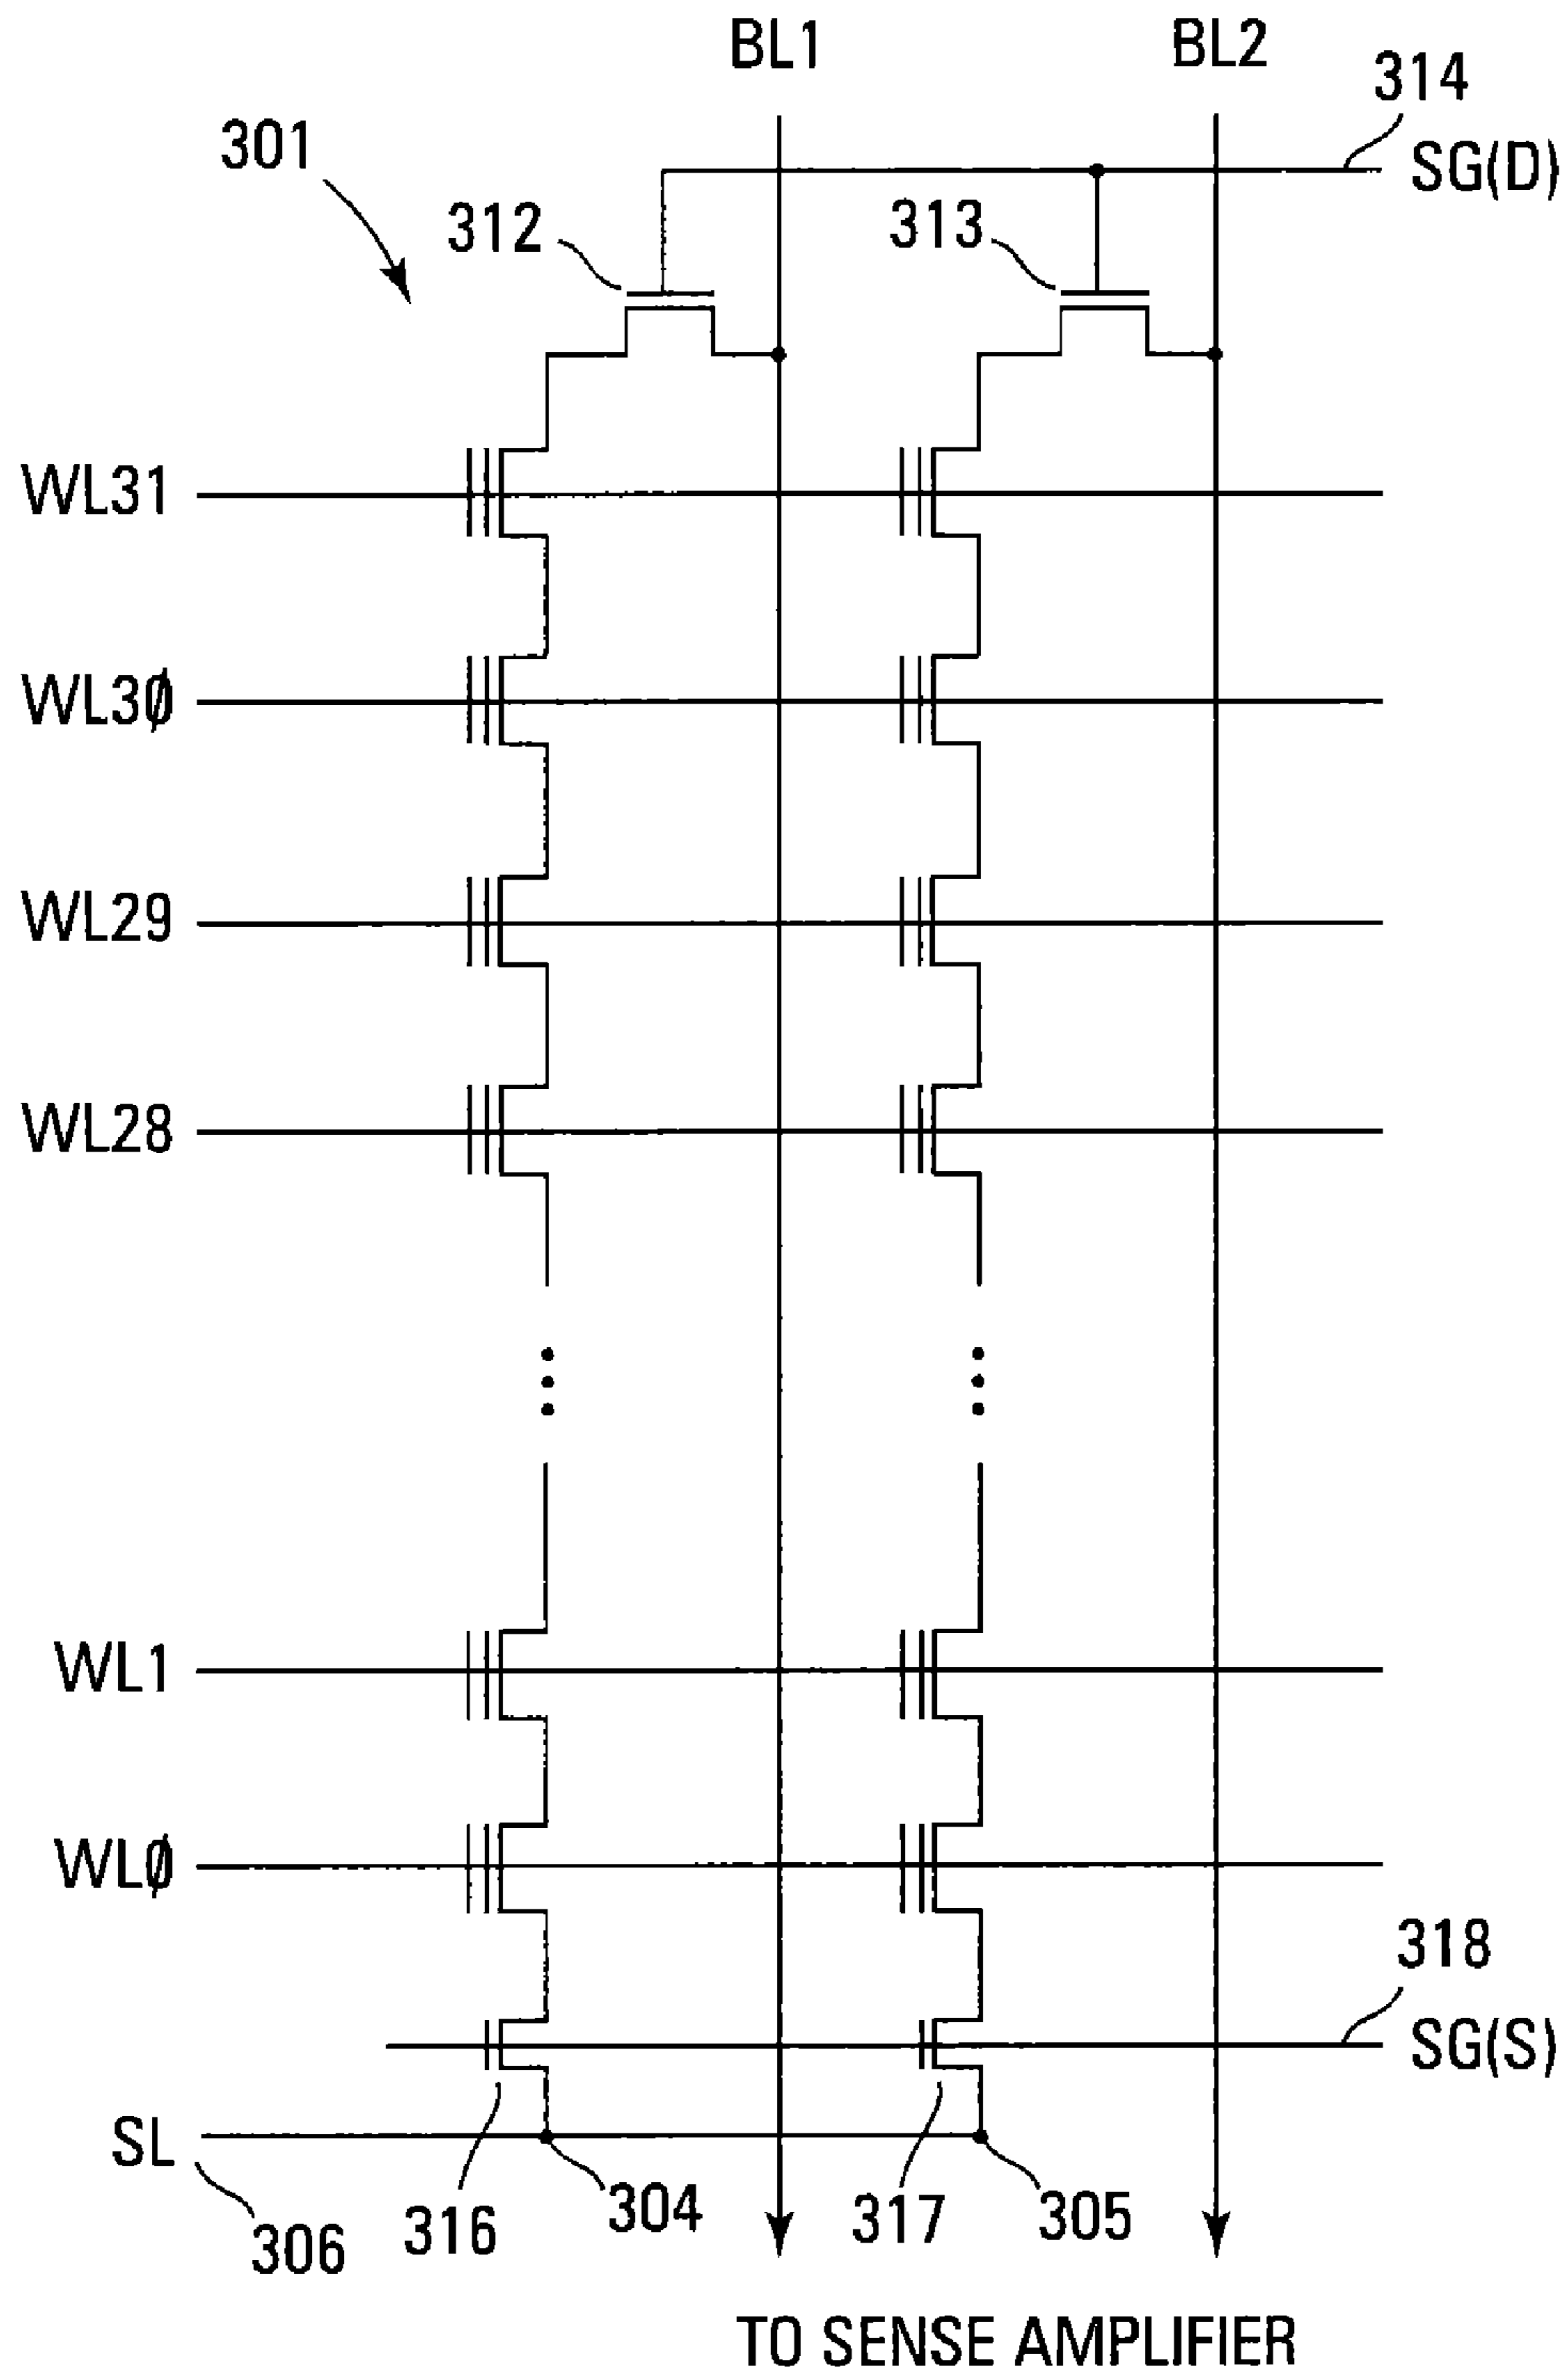 BL1 BL2
314
SG(D)
301
312
313
WL31
WL3Ø
WL29
WL28
WL1
WLØ
318
SG(S)
SL
306
316
304
317
305
TO SENSE AMPLIFIER